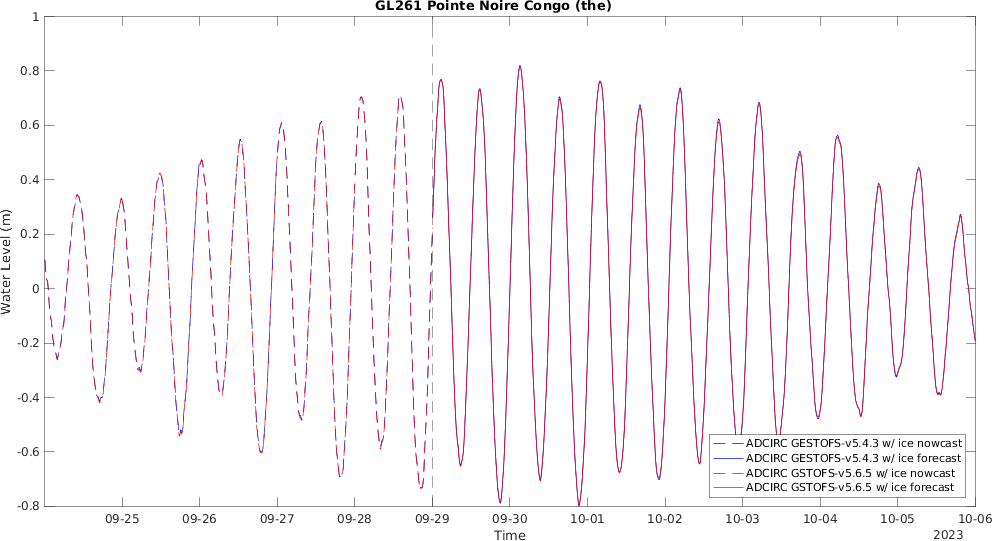 GL261 Pointe Noire Congo (the)
Water Level (m)
1
0.8
0.6
0.4
0.2
0
-0.2
-0.4
-0.6
-0.8
ADCIRC GESTOFS-v5.4.3 w/ ice nowcast
ADCIRC GESTOFS-v5.4.3 w/ ice forecast
ADCIRC GSTOFS-v5.6.5 w/ ice nowcast
ADCIRC GSTOFS-v5.6.5 w/ ice forecast
09-25 09-26 09-27 09-28 09-29 09-30 10-01 10-02 10-03 10-04 10-05 10-06
Time
2023